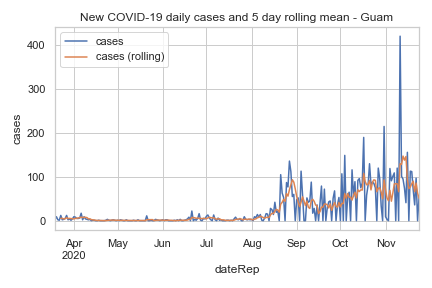 New COVID-19 daily cases and 5 day rolling mean - Guam
cases
cases (rolling)
400
300
200
100
0
cases
Apr May Jun Jul Aug Sep Oct Nov
2020
dateRep